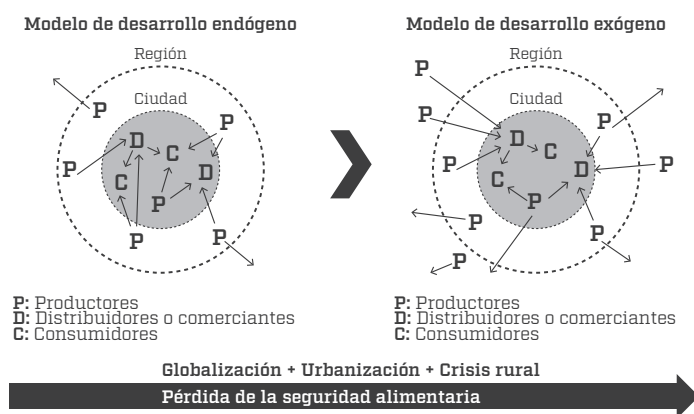 Modelo de desarrollo endógeno
Región
Ciudad
P
P
D
C
P
C
D
P
P
P
P: Productores
D: Distribuidores o comerciantes
C: Consumidores
Modelo de desarrollo exógeno
Región
P
Ciudad
P
P
D
C
P
C
D
P
P
P
P
P
P: Productores
D: Distribuidores o comerciantes
C: Consumidores
Globalización + Urbanización + Crisis rural
Pérdida de la seguridad alimentaria